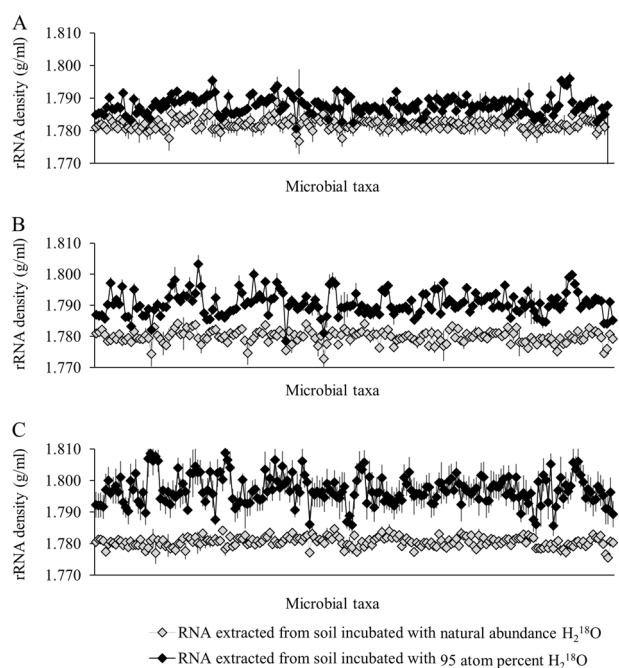 A
1.810
1.800
1.790
1.780
1.770
rRNA density (g/ml)
Microbial taxa
B
1.810
1.800
1.790
1.780
1.770
rRNA density (g/ml)
Microbial taxa
C
1.810
1.800
1.790
1.780
1.770
rRNA density (g/ml)
Microbial taxa
RNA extracted from soil incubated with natural abundance H₂¹⁸O
RNA extracted from soil incubated with 95 atom percent H₂¹⁸O